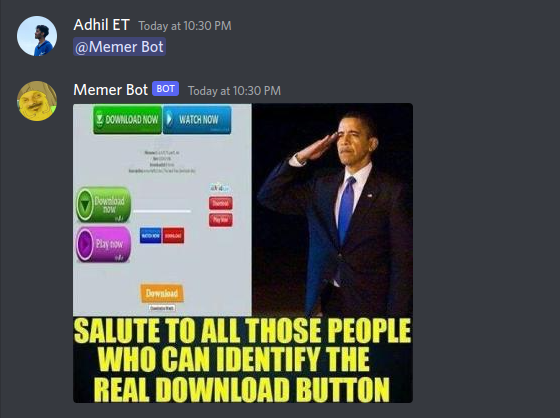 Adhil ET Today at 10:30 PM
@Memer Bot
Memer Bot BOT Today at 10:30 PM
DOWNLOAD NOW WATCH NOW
Download
now
Download
Play Now
Play now
WATCH NOW DOWNLOAD
Download
SALUTE TO ALL THOSE PEOPLE
WHO CAN IDENTIFY THE
REAL DOWNLOAD BUTTON